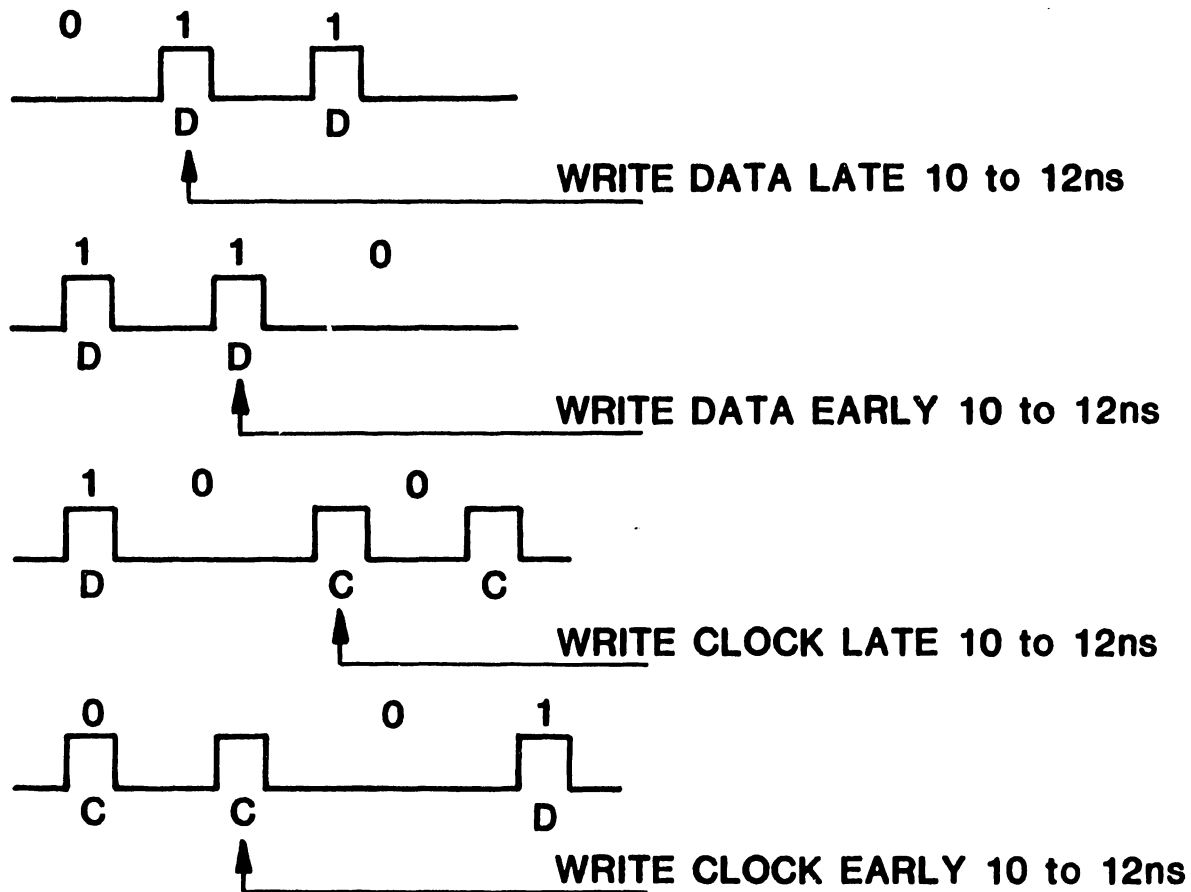 0 1 1
D D
WRITE DATA LATE 10 to 12ns
1 1 0
D D
WRITE DATA EARLY 10 to 12ns
1 0 0
D C C
WRITE CLOCK LATE 10 to 12ns
0 0 1
C C D
WRITE CLOCK EARLY 10 to 12ns